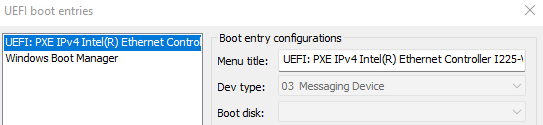 UEFI boot entries
UEFI: PXE IPv4 Intel(R) Ethernet Control
Windows Boot Manager
Boot entry configurations
Menu title: UEFI: PXE IPv4 Intel(R) Ethernet Controller I225-
Dev type: 03 Messaging Device
Boot disk: